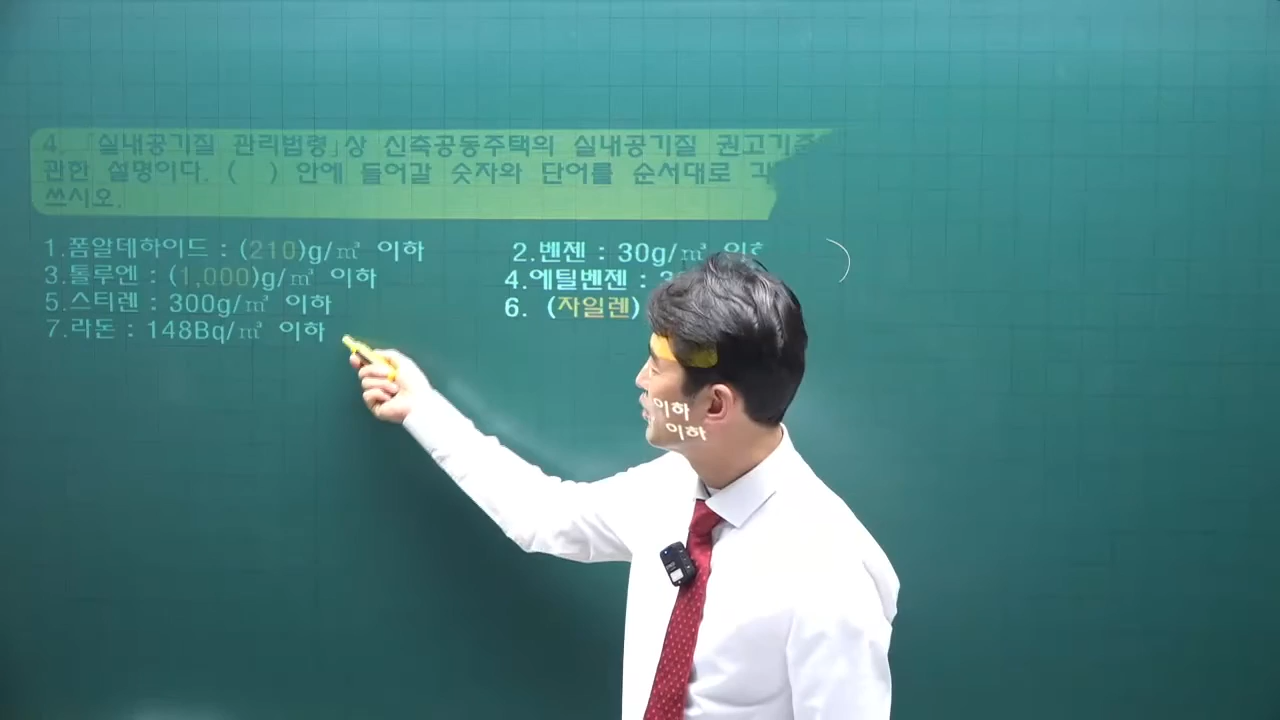 4. 「실내공기질 관리법령」상 신축공동주택의 실내공기질 권고기준
관한 설명이다. ( ) 안에 들어갈 숫자와 단어를 순서대로 각
쓰시오.
1.폼알데하이드 : (210)g/㎥ 이하 2.벤젠 : 30g/㎥ 이하
3.톨루엔 : (1,000)g/㎥ 이하 4.에틸벤젠 :
5.스티렌 : 300g/㎥ 이하 6. (자일렌)
7.라돈 : 148Bq/㎥ 이하
이하
이하